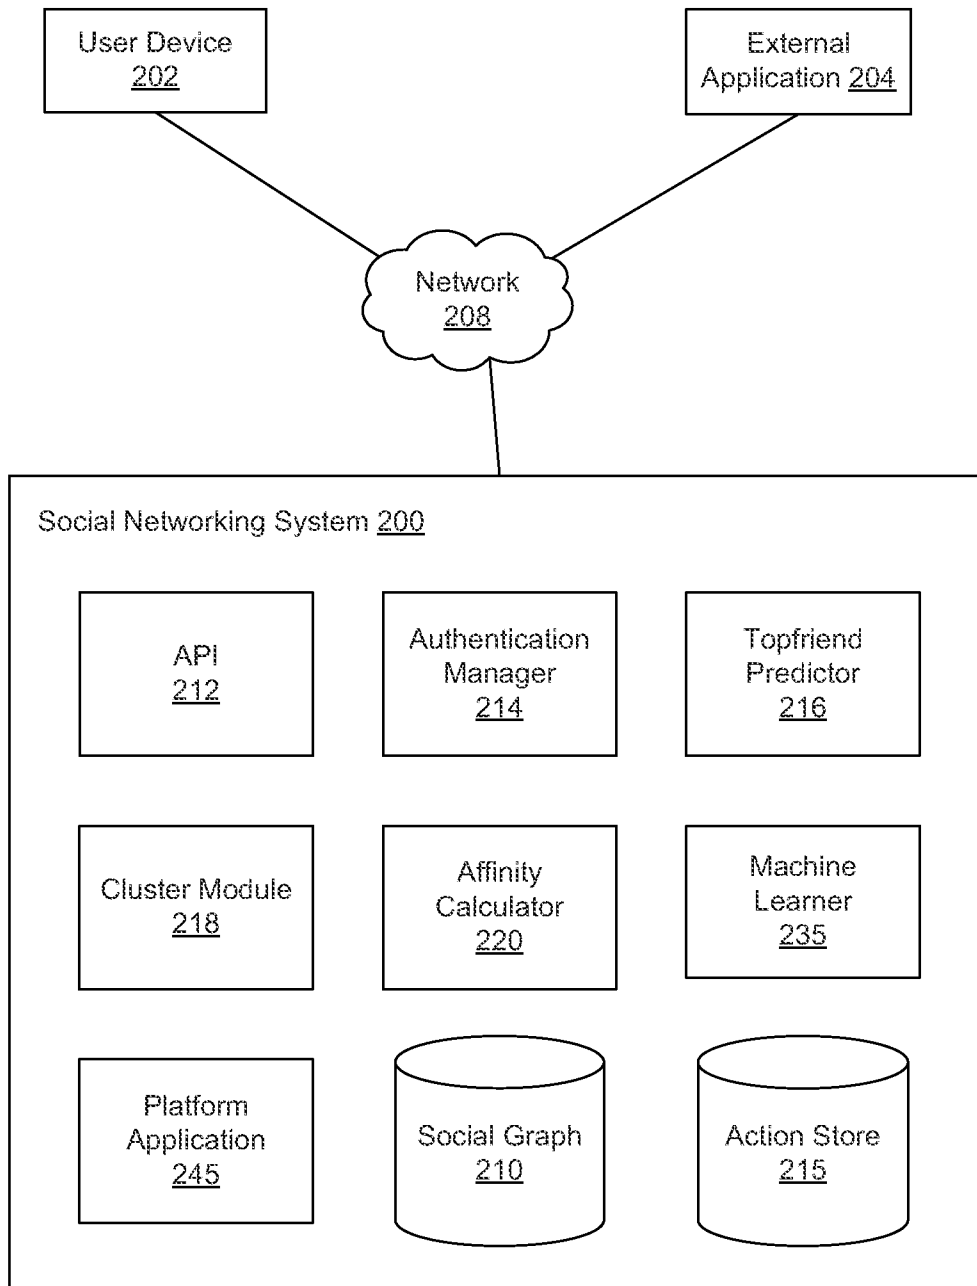 User Device
202
External
Application 204
Network
208
Social Networking System 200
API
212
Authentication
Manager
214
Topfriend
Predictor
216
Cluster Module
218
Affinity
Calculator
220
Machine
Learner
235
Platform
Application
245
Social Graph
210
Action Store
215